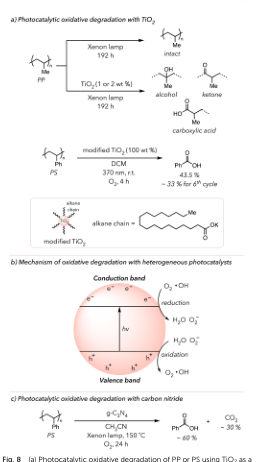 a) Photocatalytic oxidative degradation with TiO2
Xenon lamp
192 h
Me
intact
n
Me
PP
TiO2 (1 or 2 wt %)
Xenon lamp
192 h
OH
Me
alcohol
O
Me
ketone
HO
O
Me
carboxylic acid
n
Ph
PS
modified TiO2 (100 wt%)
DCM
370 nm, r.t.
O2, 4 h
O
Ph OH
43.5 %
~ 33 % for 6th cycle
alkane
chain
modified TiO2
alkane chain =
Me
O
OK
b) Mechanism of oxidative degradation with heterogeneous photocatalysts
Conduction band
e- e- e- e-
O2 •OH
reduction
H2O O2-
hv
H2O O2-
oxidation
h+ h+ h+ h+
O2 •OH
Valence band
c) Photocatalytic oxidative degradation with carbon nitride
n
Ph
PS
g-C3N4
CH3CN
Xenon lamp, 150 °C
O2, 24 h
O
Ph OH
~ 60 %
+
CO2
~ 30 %
Fig. 8 (a) Photocatalytic oxidative degradation of PP or PS using TiO2 as a